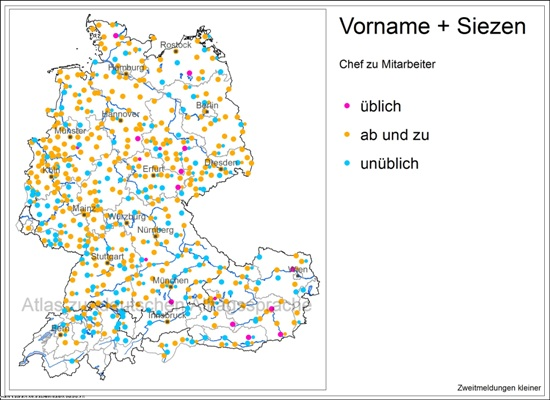 Vorname + Siezen
Chef zu Mitarbeiter
üblich
ab und zu
unüblich
Rostock
Hamburg
Berlin
Hannover
Münster
Dresden
Köln
Erfurt
Mainz
Würzburg
Nürnberg
Stuttgart
München
Wien
Atlas zur deutschen Alltagssprache
Innsbruck
Bern
Zweitmeldungen kleiner